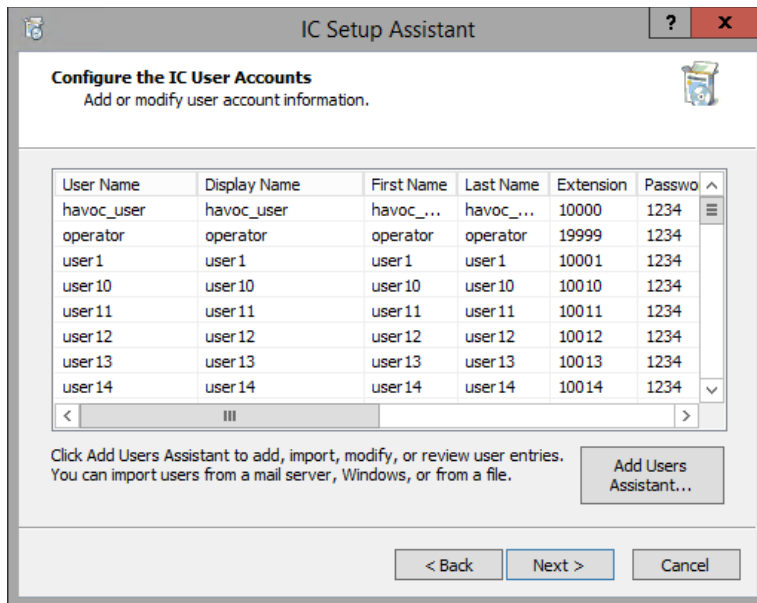 IC Setup Assistant ? x
Configure the IC User Accounts
Add or modify user account information.
User Name Display Name First Name Last Name Extension Passwo
havoc_user havoc_user havoc_... havoc_... 10000 1234
operator operator operator operator 19999 1234
user1 user1 user1 user1 10001 1234
user10 user10 user10 user10 10010 1234
user11 user11 user11 user11 10011 1234
user12 user12 user12 user12 10012 1234
user13 user13 user13 user13 10013 1234
user14 user14 user14 user14 10014 1234
Click Add Users Assistant to add, import, modify, or review user entries.
You can import users from a mail server, Windows, or from a file.
Add Users
Assistant...
< Back Next > Cancel